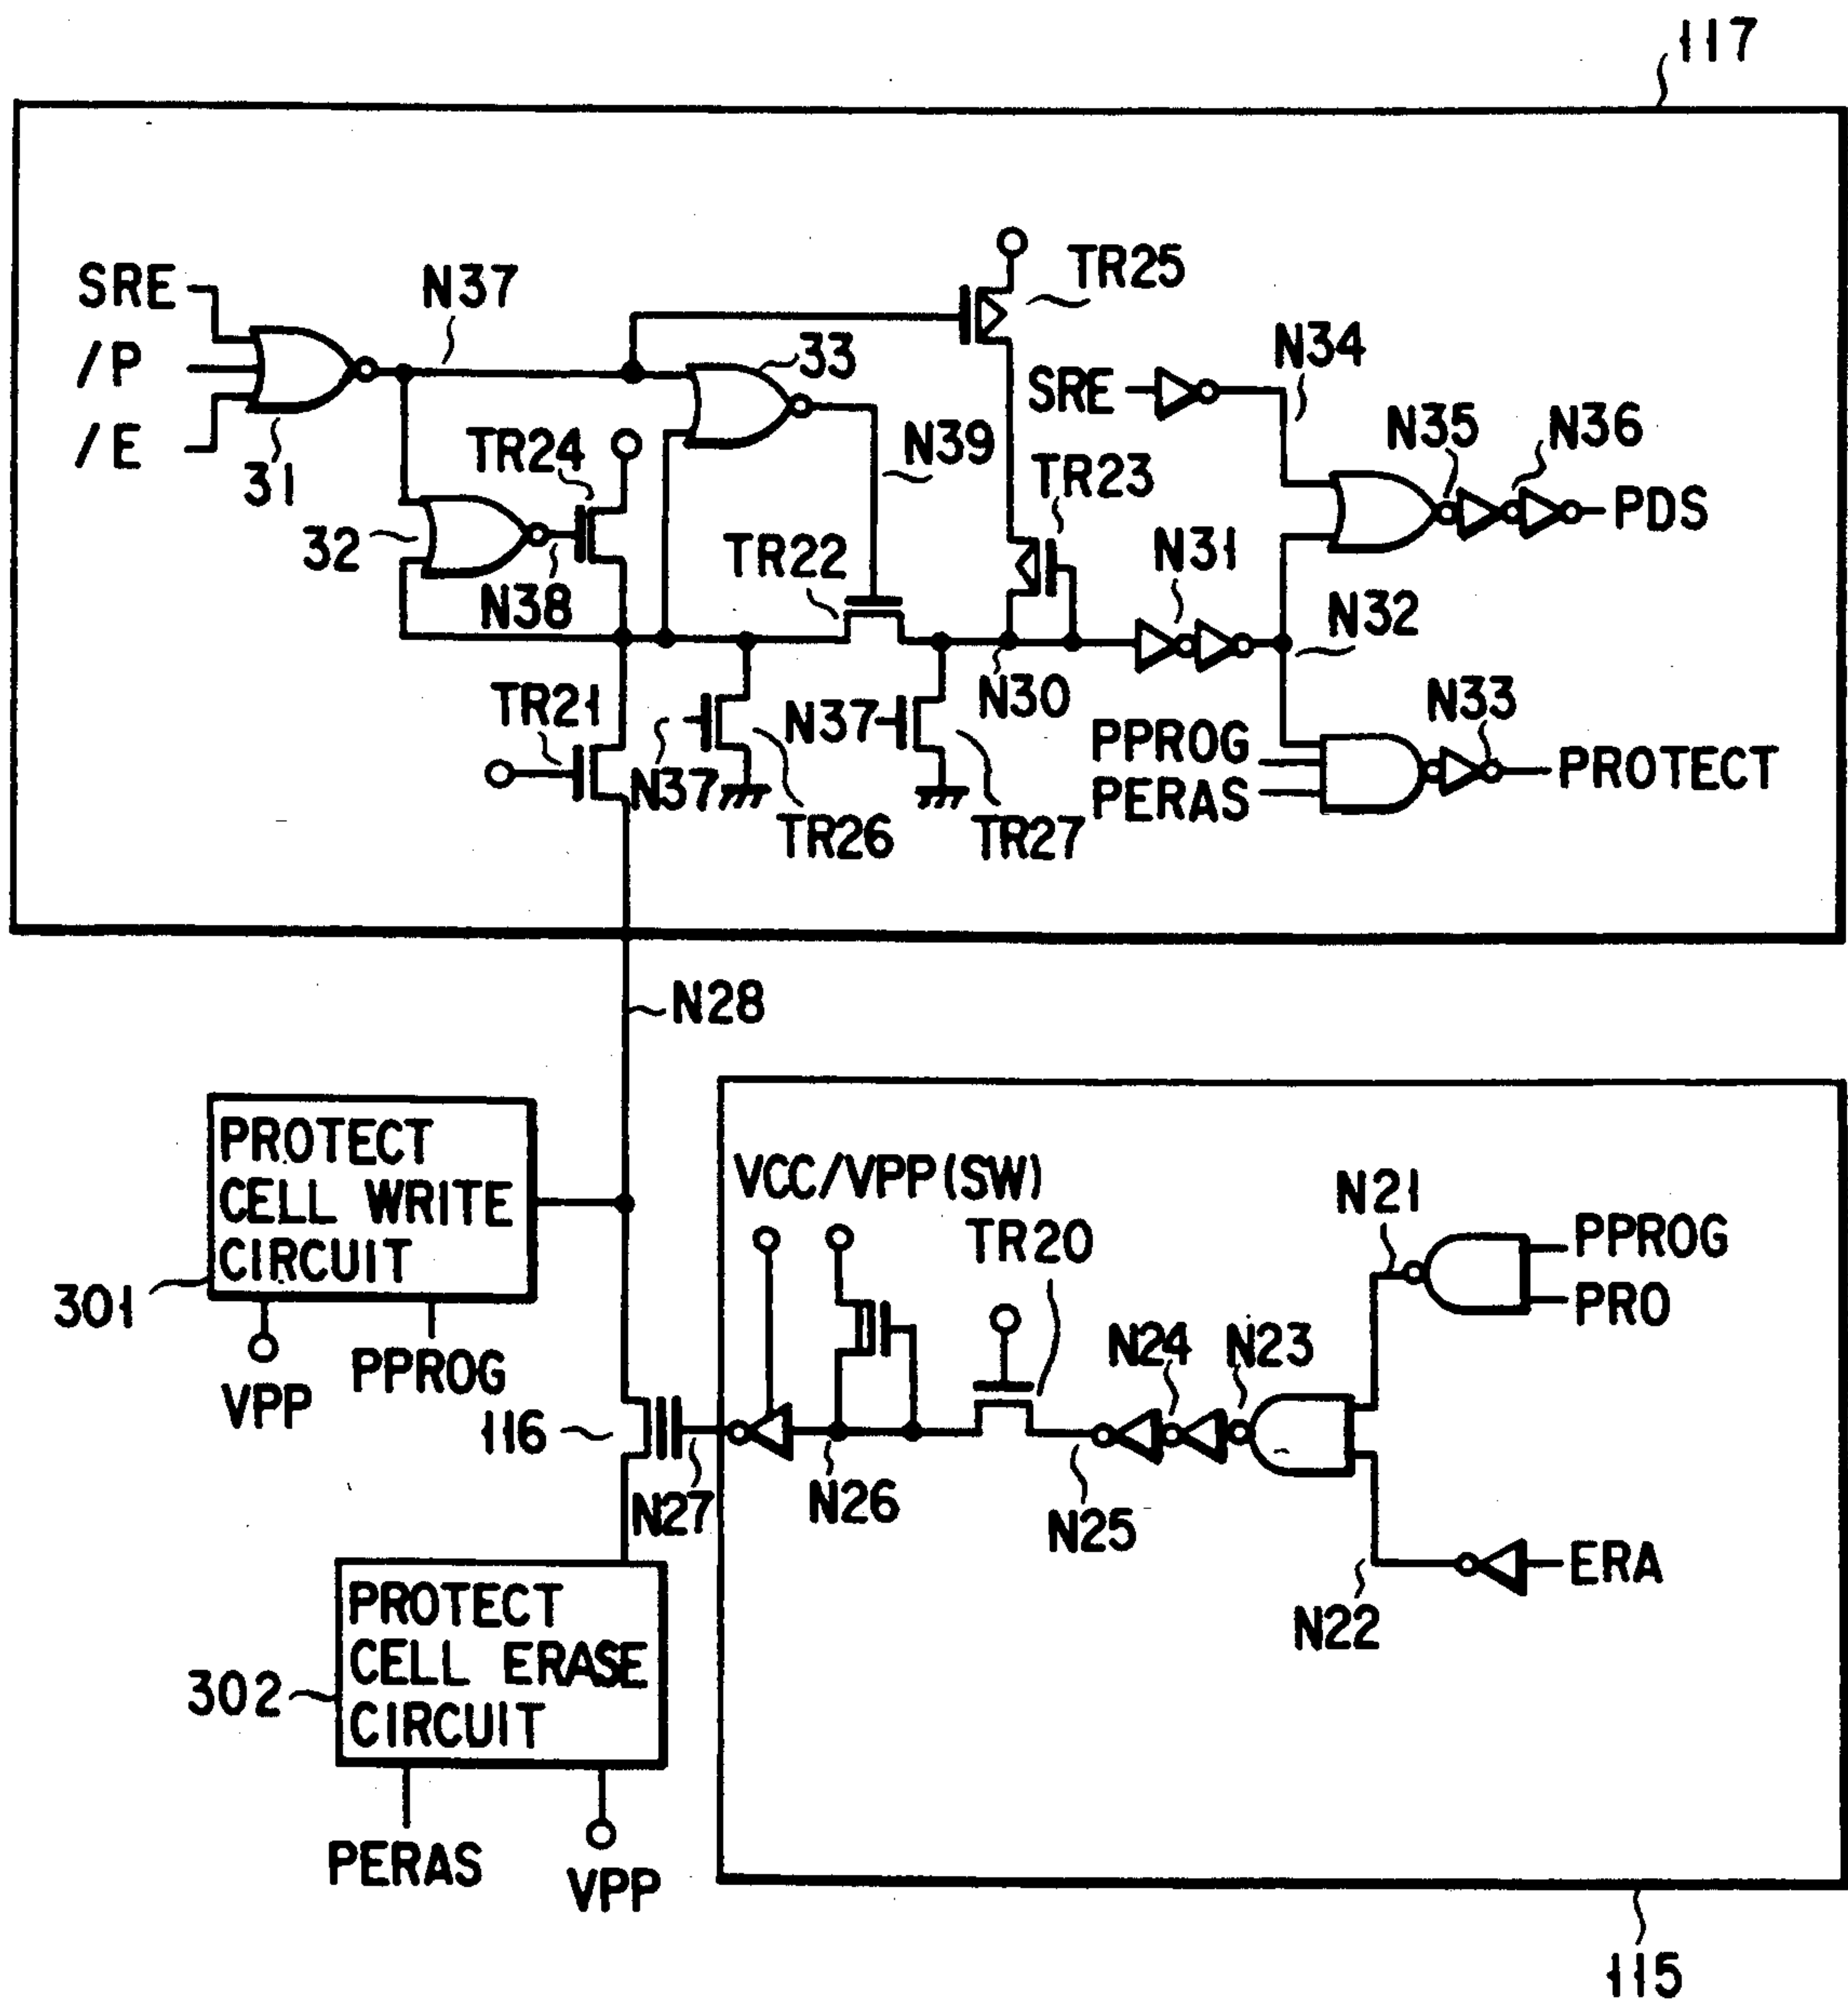 117
SRE
/P
/E
31
N37
33
TR25
SRE
N34
N35
N36
PDS
TR24
N39
TR23
32
N38
TR22
N31
N32
TR21
N37
N37
N30
PPROG
PERAS
N33
PROTECT
TR26
TR27
N28
PROTECT
CELL WRITE
CIRCUIT
301
VPP
PPROG
VCC/VPP(SW)
TR20
N21
PPROG
PRO
N24
N23
116
N27
N26
N25
ERA
N22
PROTECT
CELL ERASE
CIRCUIT
302
PERAS
VPP
115